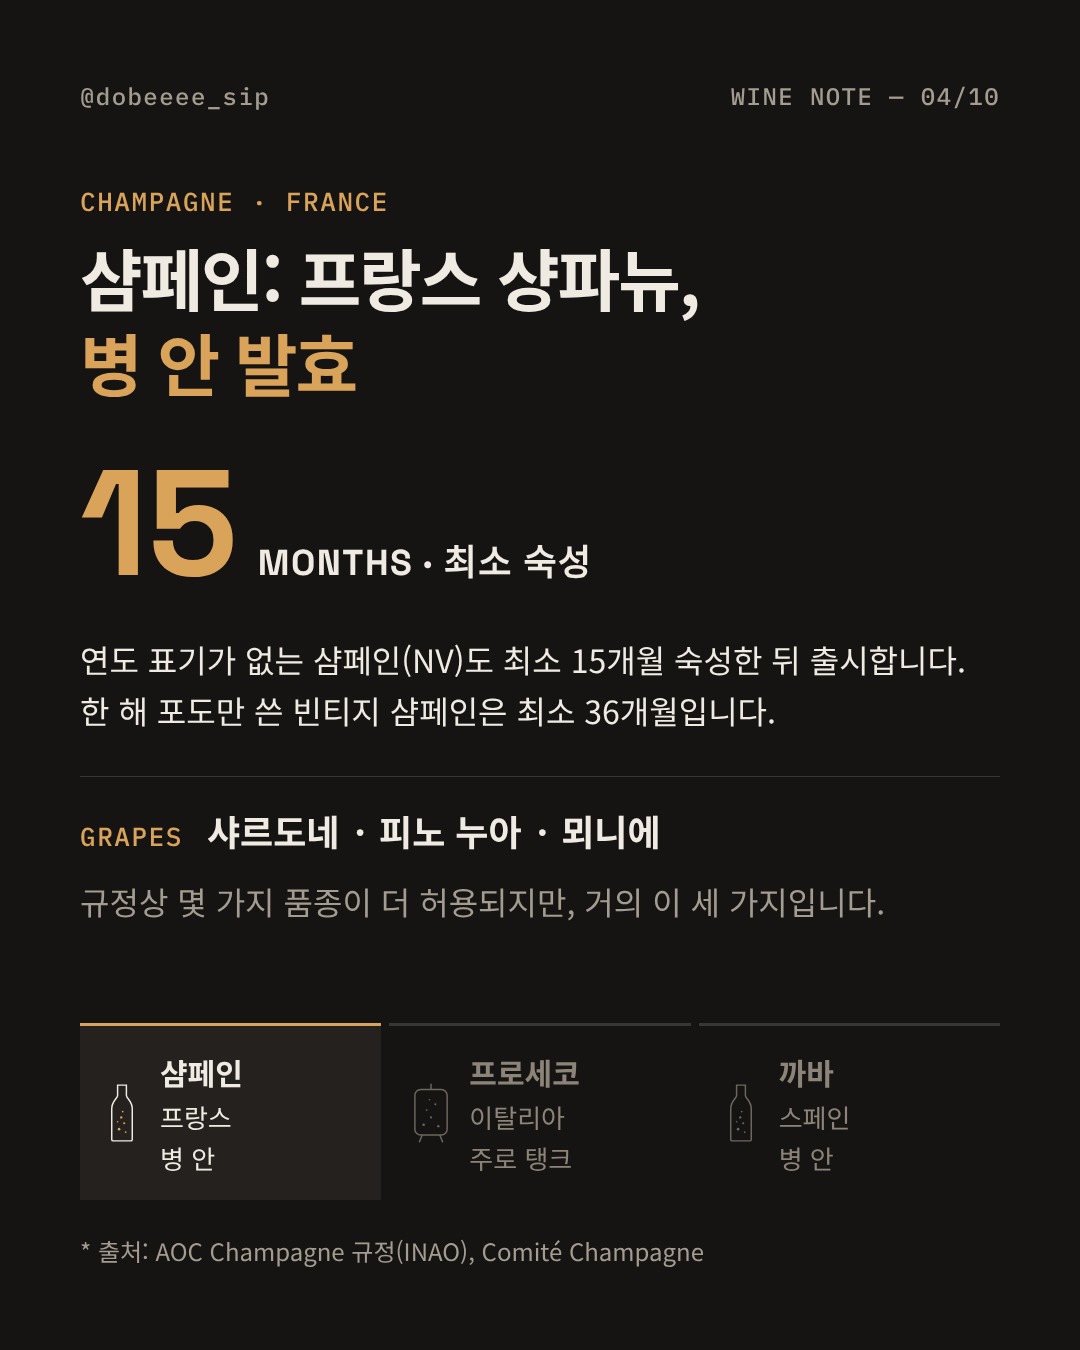 @dobeeee_sip
WINE NOTE — 04/10
CHAMPAGNE · FRANCE
샴페인: 프랑스 샹파뉴,
병 안 발효
15 MONTHS · 최소 숙성
연도 표기가 없는 샴페인(NV)도 최소 15개월 숙성한 뒤 출시합니다.
한 해 포도만 쓴 빈티지 샴페인은 최소 36개월입니다.
GRAPES 샤르도네 · 피노 누아 · 뫼니에
규정상 몇 가지 품종이 더 허용되지만, 거의 이 세 가지입니다.
샴페인
프랑스
병 안
프로세코
이탈리아
주로 탱크
까바
스페인
병 안
* 출처: AOC Champagne 규정(INAO), Comité Champagne